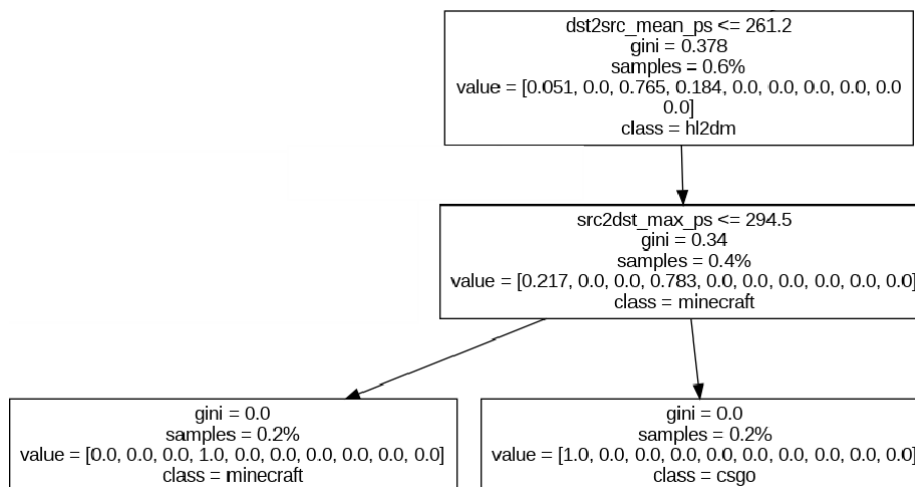 dst2src_mean_ps <= 261.2
gini = 0.378
samples = 0.6%
value = [0.051, 0.0, 0.765, 0.184, 0.0, 0.0, 0.0, 0.0, 0.0
0.0]
class = hl2dm
src2dst_max_ps <= 294.5
gini = 0.34
samples = 0.4%
value = [0.217, 0.0, 0.0, 0.783, 0.0, 0.0, 0.0, 0.0, 0.0, 0.0]
class = minecraft
gini = 0.0
samples = 0.2%
value = [0.0, 0.0, 0.0, 1.0, 0.0, 0.0, 0.0, 0.0, 0.0, 0.0]
class = minecraft
gini = 0.0
samples = 0.2%
value = [1.0, 0.0, 0.0, 0.0, 0.0, 0.0, 0.0, 0.0, 0.0, 0.0]
class = csgo